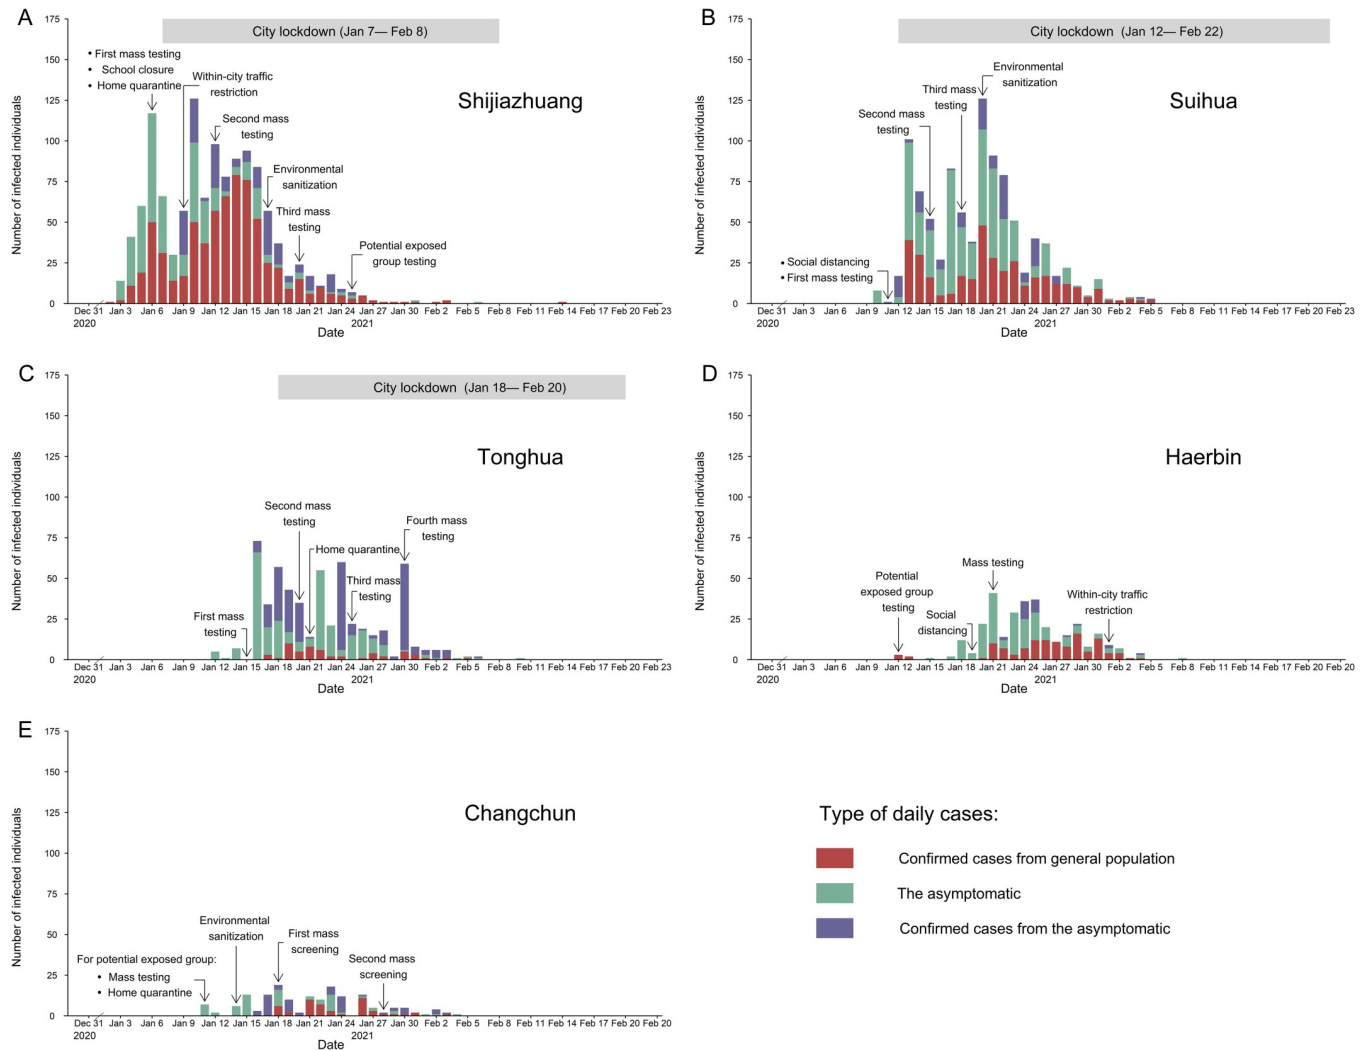 A
175
150
125
100
75
50
25
0
Number of infected individuals
City lockdown (Jan 7— Feb 8)
• First mass testing
• School closure
• Home quarantine
Within-city traffic
restriction
Second mass
testing
Environmental
sanitization
Third mass
testing
Potential exposed
group testing
Shijiazhuang
Dec 31 Jan 3 Jan 6 Jan 9 Jan 12 Jan 15 Jan 18 Jan 21 Jan 24 Jan 27 Jan 30 Feb 2 Feb 5 Feb 8 Feb 11 Feb 14 Feb 17 Feb 20 Feb 23
2020 2021
Date
B
175
150
125
100
75
50
25
0
Number of infected individuals
City lockdown (Jan 12— Feb 22)
Environmental
sanitization
Third mass
testing
Second mass
testing
• Social distancing
• First mass testing
Suihua
Dec 31 Jan 3 Jan 6 Jan 9 Jan 12 Jan 15 Jan 18 Jan 21 Jan 24 Jan 27 Jan 30 Feb 2 Feb 5 Feb 8 Feb 11 Feb 14 Feb 17 Feb 20 Feb 23
2020 2021
Date
C
175
150
125
100
75
50
25
0
Number of infected individuals
City lockdown (Jan 18— Feb 20)
Tonghua
Second mass
testing
Fourth mass
testing
Home quarantine
Third mass
testing
First mass
testing
Dec 31 Jan 3 Jan 6 Jan 9 Jan 12 Jan 15 Jan 18 Jan 21 Jan 24 Jan 27 Jan 30 Feb 2 Feb 5 Feb 8 Feb 11 Feb 14 Feb 17 Feb 20 Feb 23
2020 2021
Date
D
175
150
125
100
75
50
25
0
Number of infected individuals
Haerbin
Mass testing
Potential
exposed group
testing
Social
distancing
Within-city traffic
restriction
Dec 31 Jan 3 Jan 6 Jan 9 Jan 12 Jan 15 Jan 18 Jan 21 Jan 24 Jan 27 Jan 30 Feb 2 Feb 5 Feb 8 Feb 11 Feb 14 Feb 17 Feb 20 Feb 20
2020 2021
Date
E
175
150
125
100
75
50
25
0
Number of infected individuals
Changchun
Environmental
sanitization
First mass
screening
Second mass
screening
For potential exposed group:
• Mass testing
• Home quarantine
Dec 31 Jan 3 Jan 6 Jan 9 Jan 12 Jan 15 Jan 18 Jan 21 Jan 24 Jan 27 Jan 30 Feb 2 Feb 5 Feb 8 Feb 11 Feb 14 Feb 17 Feb 20 Feb 20
2020 2021
Date
Type of daily cases:
Confirmed cases from general population
The asymptomatic
Confirmed cases from the asymptomatic